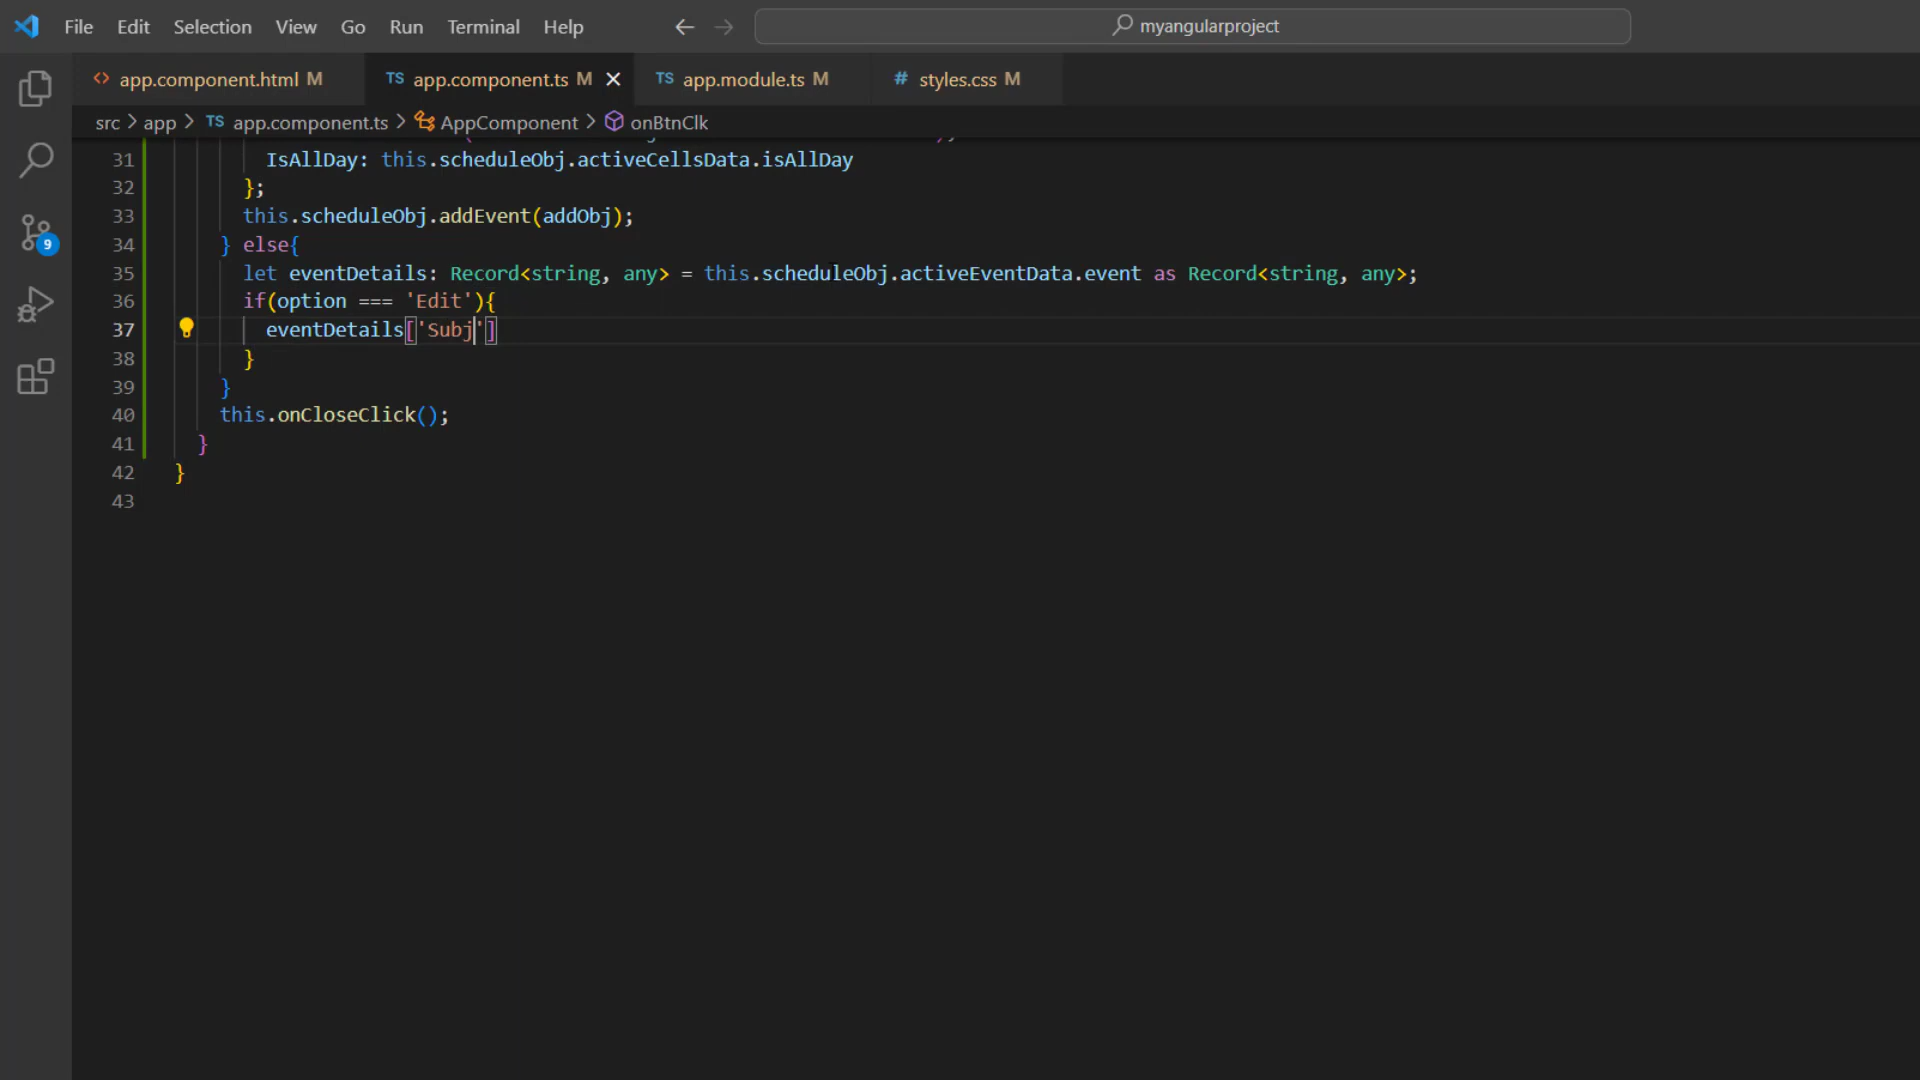 File Edit Selection View Go Run Terminal Help
myangularproject
<> app.component.html M
TS app.component.ts M
TS app.module.ts M
# styles.css M
src > app > TS app.component.ts > AppComponent > onBtnClk
31 IsAllDay: this.scheduleObj.activeCellsData.isAllDay
32 };
33 this.scheduleObj.addEvent(addObj);
34 } else{
35 let eventDetails: Record<string, any> = this.scheduleObj.activeEventData.event as Record<string, any>;
36 if(option === 'Edit'){
37 eventDetails['Subj']
38 }
39 }
40 this.onCloseClick();
41 }
42 }
43
9